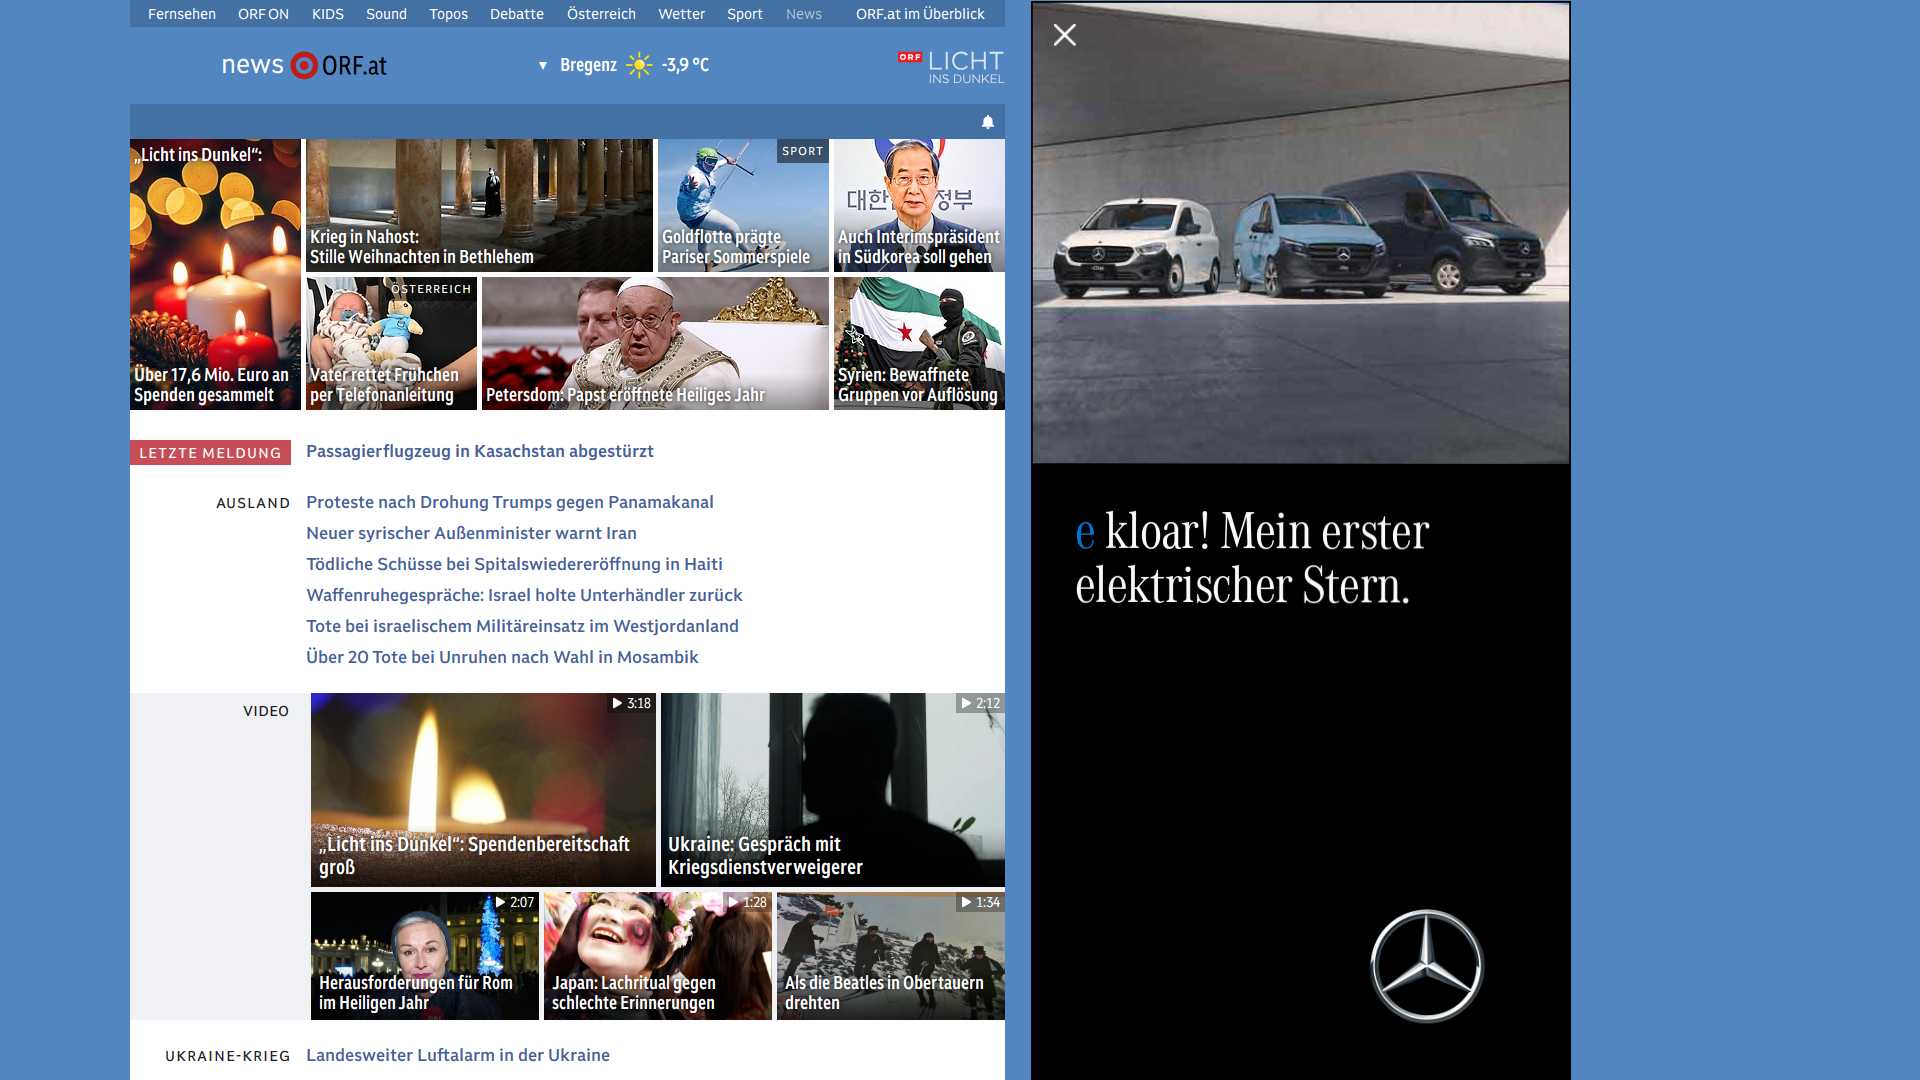 Fernsehen ORF ON KIDS Sound Topos Debatte Österreich Wetter Sport News ORF.at im Überblick
news ORF.at
▼ Bregenz -3,9 °C
ORF LICHT
INS DUNKEL
„Licht ins Dunkel“:
Über 17,6 Mio. Euro an
Spenden gesammelt
Krieg in Nahost:
Stille Weihnachten in Bethlehem
SPORT
Goldflotte prägte
Pariser Sommerspiele
Auch Interimspräsident
in Südkorea soll gehen
ÖSTERREICH
Vater rettet Frühchen
per Telefonanleitung
Petersdom: Papst eröffnete Heiliges Jahr
Syrien: Bewaffnete
Gruppen vor Auflösung
LETZTE MELDUNG
Passagierflugzeug in Kasachstan abgestürzt
AUSLAND
Proteste nach Drohung Trumps gegen Panamakanal
Neuer syrischer Außenminister warnt Iran
Tödliche Schüsse bei Spitalswiedereröffnung in Haiti
Waffenruhegespräche: Israel holte Unterhändler zurück
Tote bei israelischem Militäreinsatz im Westjordanland
Über 20 Tote bei Unruhen nach Wahl in Mosambik
VIDEO
3:18
„Licht ins Dunkel“: Spendenbereitschaft
groß
2:12
Ukraine: Gespräch mit
Kriegsdienstverweigerer
2:07
Herausforderungen für Rom
im Heiligen Jahr
1:28
Japan: Lachritual gegen
schlechte Erinnerungen
1:34
Als die Beatles in Obertauern
drehten
UKRAINE-KRIEG
Landesweiter Luftalarm in der Ukraine
e kloar! Mein erster
elektrischer Stern.